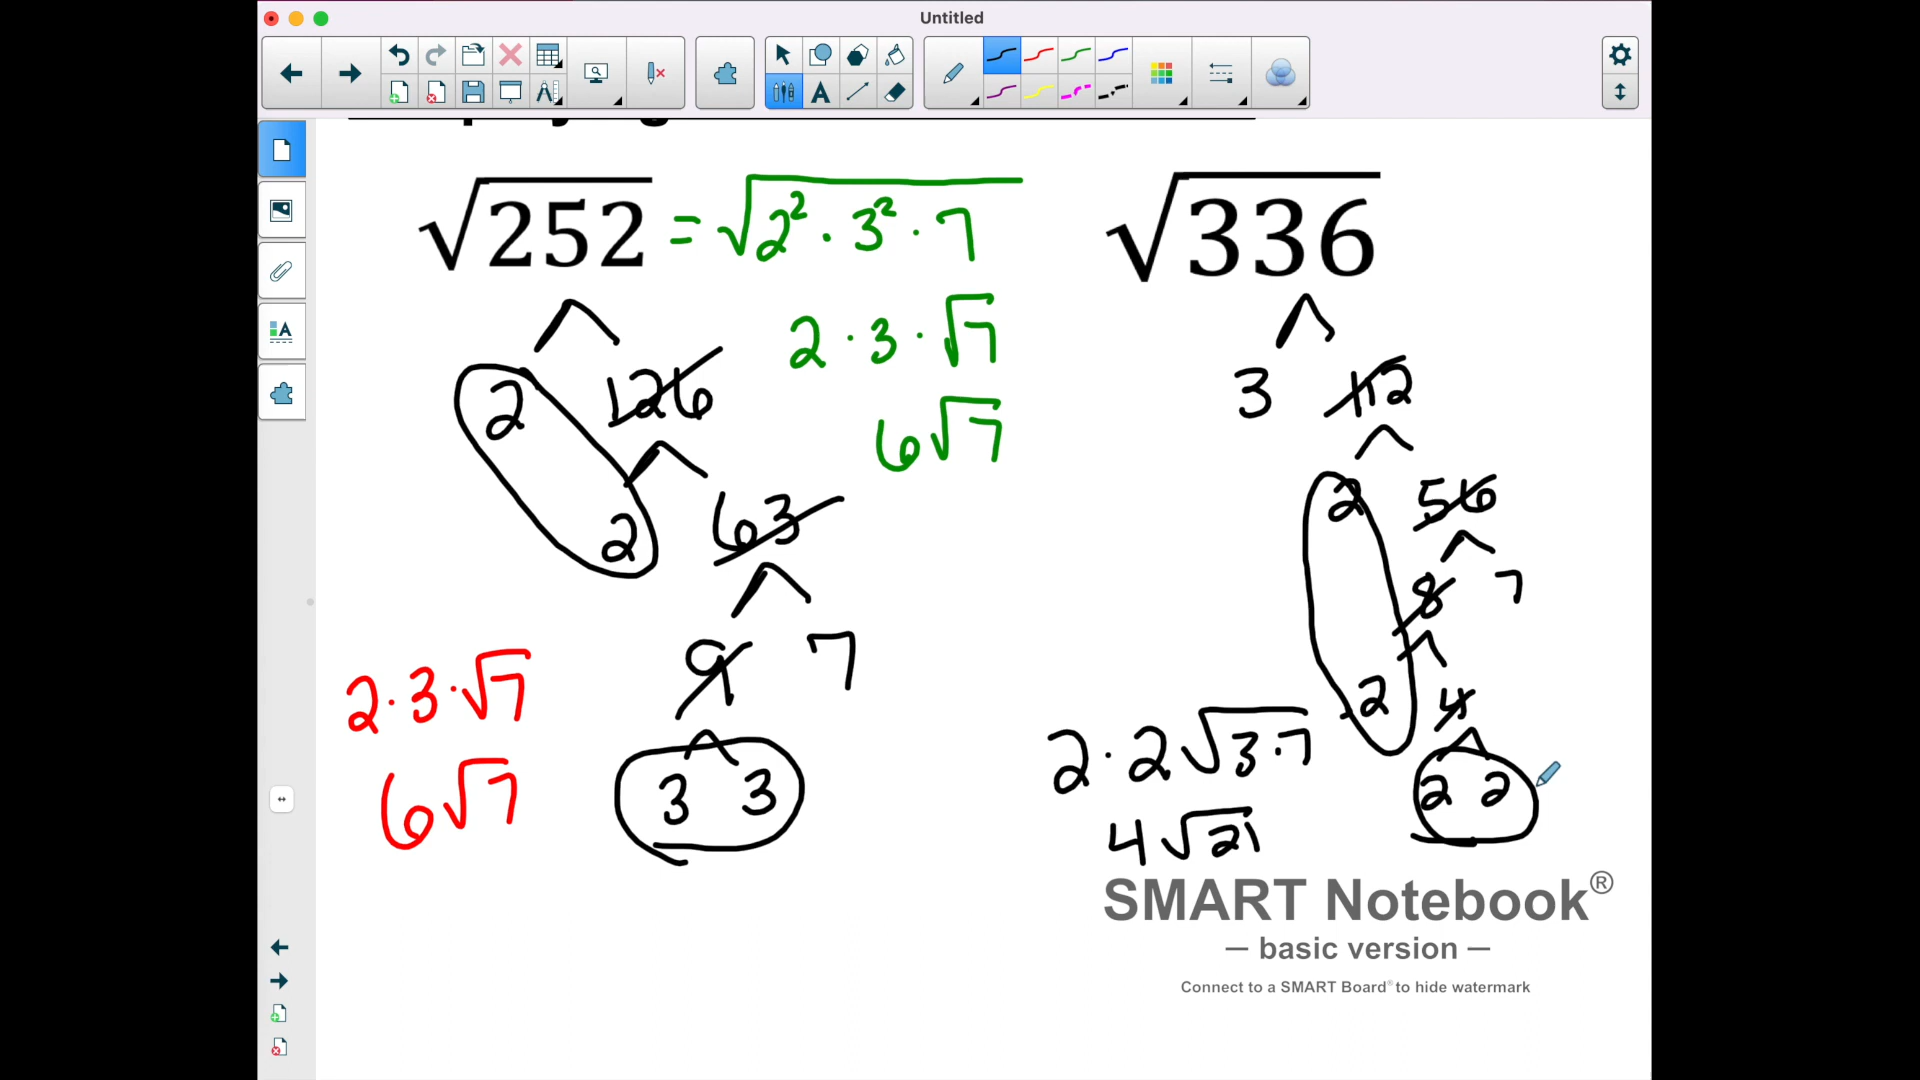 Untitled
√252 = √2² · 3² · 7
2 · 3 · √7
6√7
2 126
2 63
9 7
3 3
2 · 3 · √7
6√7
√336
3 112
2 56
8 7
2 4
2 2
2 · 2 √3 · 7
4 √21
SMART Notebook®
— basic version —
Connect to a SMART Board® to hide watermark